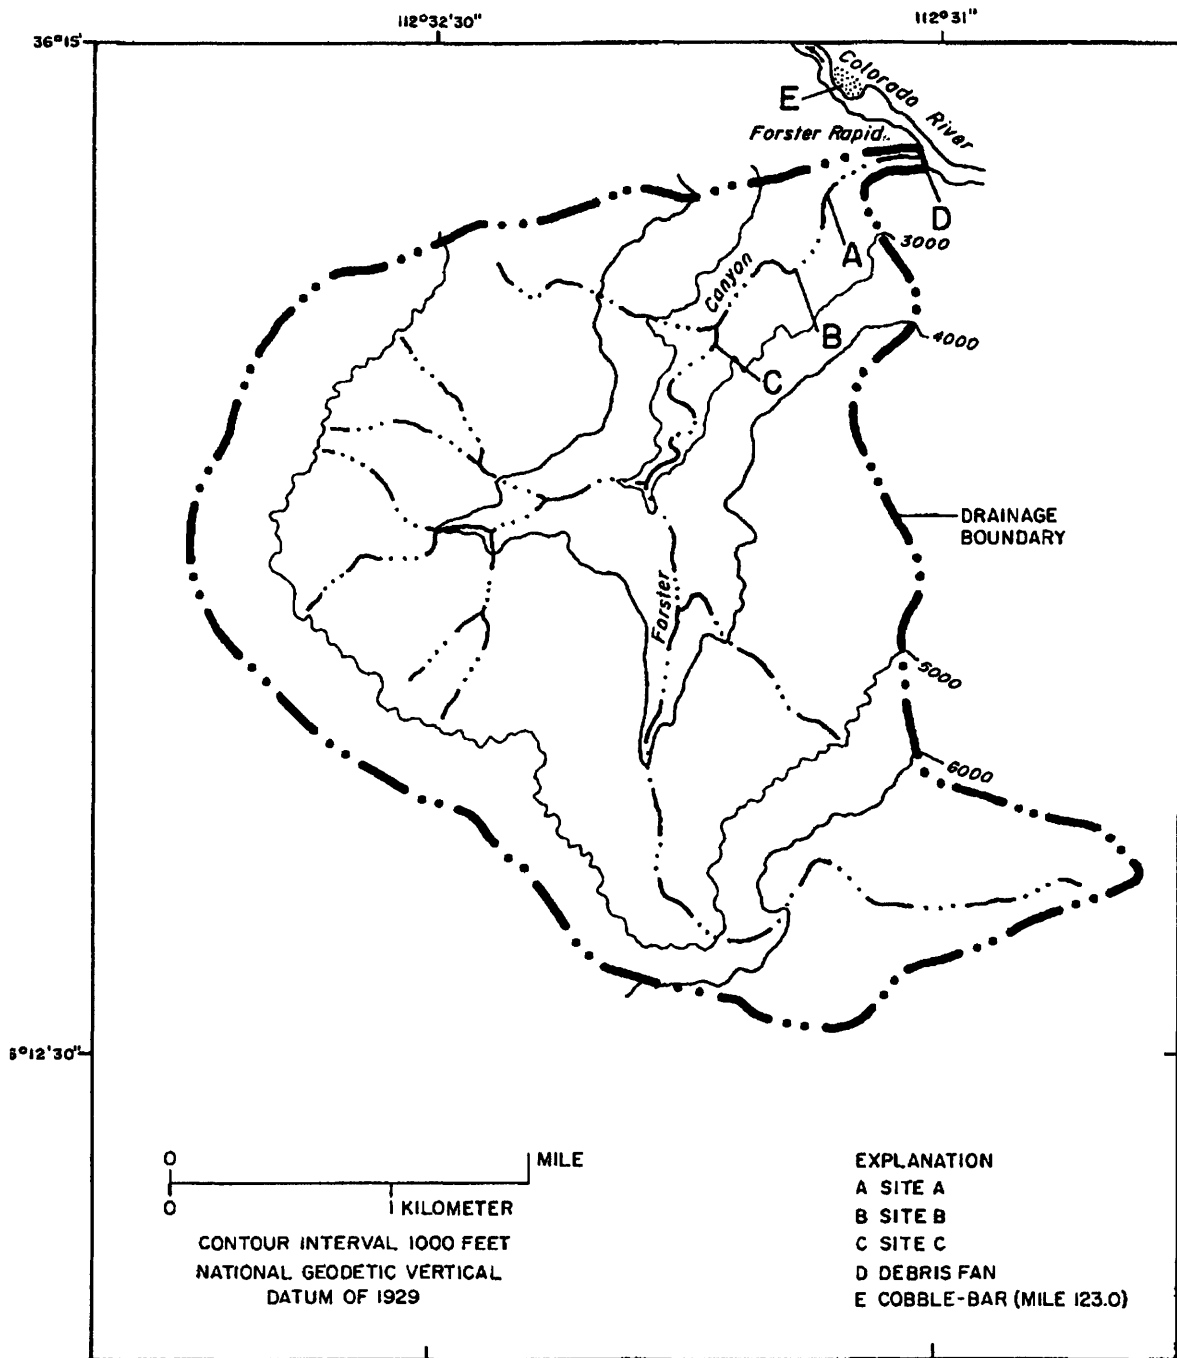 112°32'30"
112°31"
36°15'
Colorado
River
E
Forster Rapid
D
A
3000
Canyon
B
4000
C
DRAINAGE
BOUNDARY
Forster
5000
6000
6°12'30"
0
MILE
0
1 KILOMETER
CONTOUR INTERVAL 1000 FEET
NATIONAL GEODETIC VERTICAL
DATUM OF 1929
EXPLANATION
A SITE A
B SITE B
C SITE C
D DEBRIS FAN
E COBBLE-BAR (MILE 123.0)